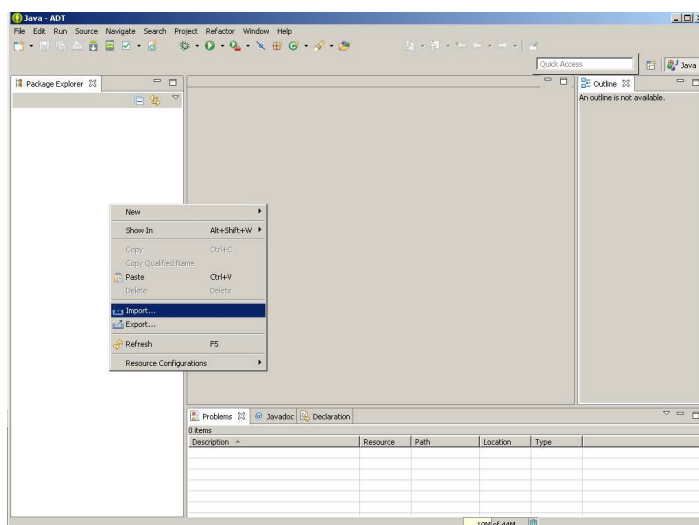 Java - ADT
File Edit Run Source Navigate Search Project Refactor Window Help
Quick Access
Java
Package Explorer
Outline
An outline is not available.
New
Show In Alt+Shift+W
Copy Ctrl+C
Copy Qualified Name
Paste Ctrl+V
Delete Delete
Import...
Export...
Refresh F5
Resource Configurations
Problems @ Javadoc Declaration
0 items
Description Resource Path Location Type
of 44M